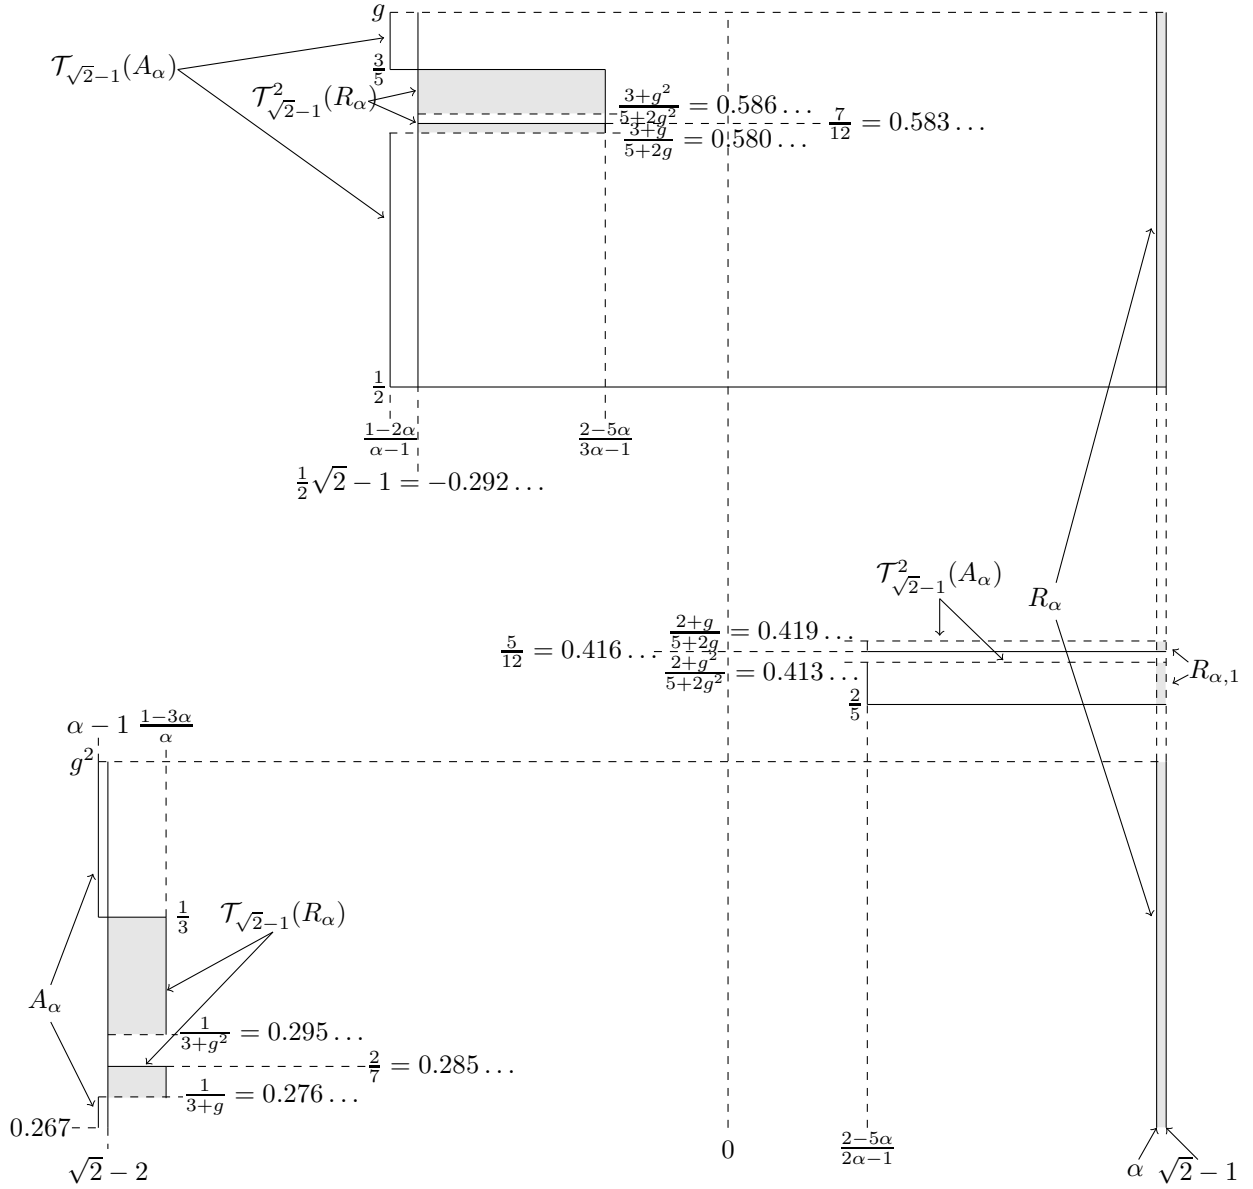 g
𝒯_{√2−1}(A_α)
3/5
𝒯²_{√2−1}(R_α)
(3+g²)/(5+2g²) = 0.586…
7/12 = 0.583…
(3+g)/(5+2g) = 0.580…
1/2
(1−2α)/(α−1)
(2−5α)/(3α−1)
1/2 √2 − 1 = −0.292…
𝒯²_{√2−1}(A_α)
R_α
(2+g)/(5+2g) = 0.419…
5/12 = 0.416…
(2+g²)/(5+2g²) = 0.413…
R_{α,1}
2/5
α − 1
(1−3α)/α
g²
1/3
𝒯_{√2−1}(R_α)
A_α
1/(3+g²) = 0.295…
2/7 = 0.285…
1/(3+g) = 0.276…
0.267
√2 − 2
0
(2−5α)/(2α−1)
α
√2 − 1